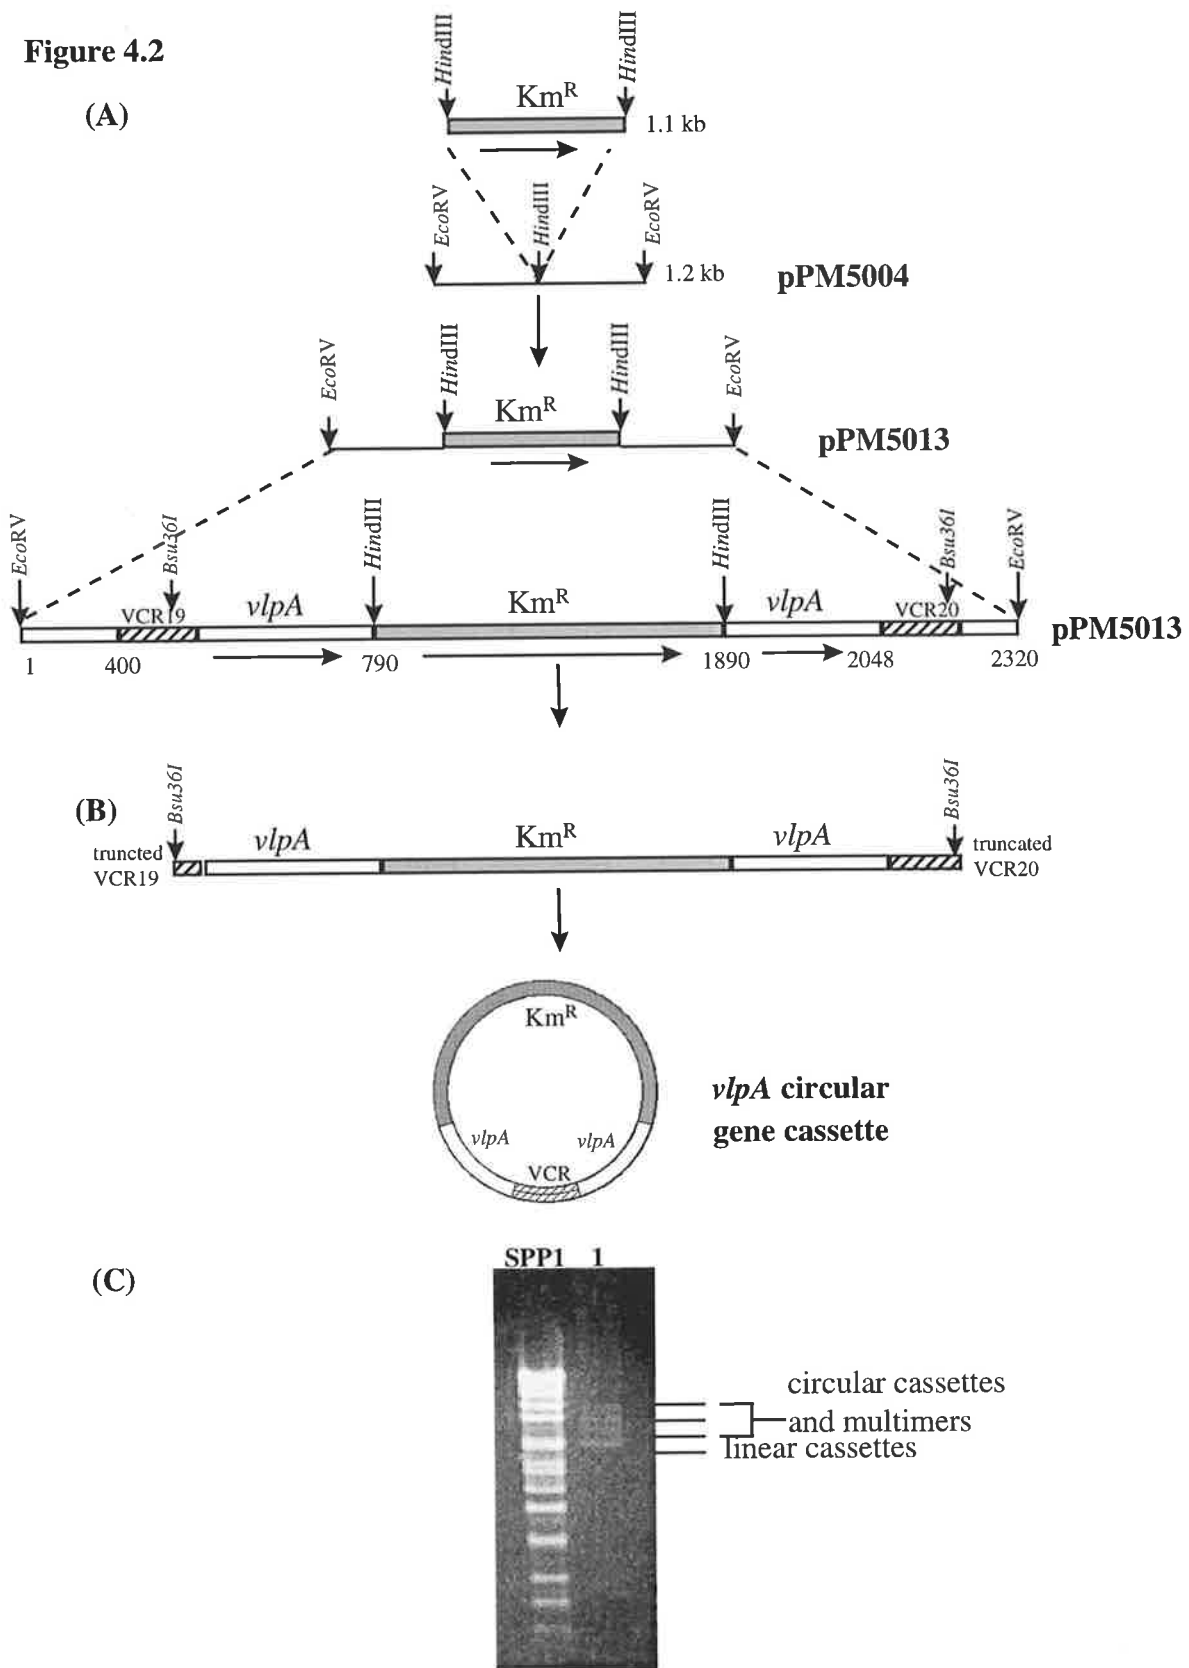 Figure 4.2
(A)
HindIII
HindIII
KmR
1.1 kb
EcoRV
HindIII
EcoRV
1.2 kb
pPM5004
EcoRV
HindIII
HindIII
EcoRV
KmR
pPM5013
EcoRV
Bsu36I
HindIII
HindIII
Bsu36I
EcoRV
VCR19
vlpA
KmR
vlpA
VCR20
pPM5013
1 400 790 1890 2048 2320
(B)
Bsu36I
Bsu36I
truncted
VCR19
vlpA
KmR
vlpA
truncated
VCR20
KmR
vlpA
vlpA
VCR
vlpA circular
gene cassette
(C)
SPP1 1
circular cassettes
and multimers
linear cassettes